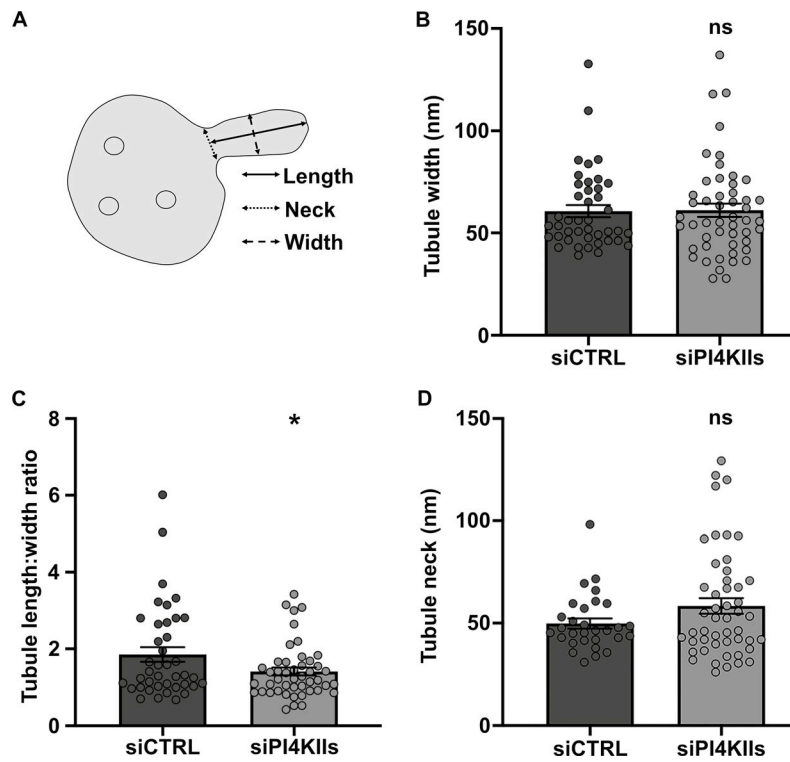 A
Length
Neck
Width
B
ns
Tubule width (nm)
150
100
50
0
siCTRL
siPI4KIIs
C
*
Tubule length:width ratio
8
6
4
2
0
siCTRL
siPI4KIIs
D
ns
Tubule neck (nm)
150
100
50
0
siCTRL
siPI4KIIs